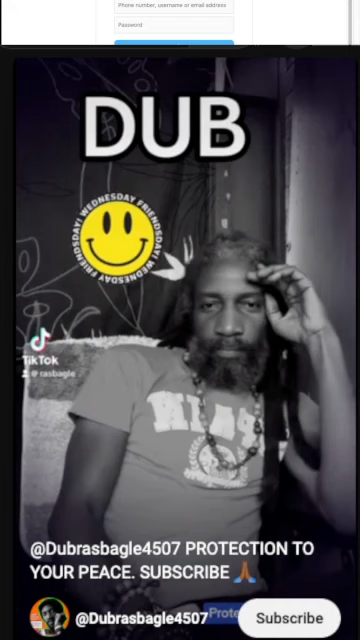 Phone number, username or email address
Password
DUB
WEDNESDAY FRIENDSDAY! WEDNESDAY FRIENDSDAY!
TikTok
@rasbagle
@Dubrasbagle4507 PROTECTION TO
YOUR PEACE. SUBSCRIBE 🙏🏾
@Dubrasbagle4507
Prote
Subscribe